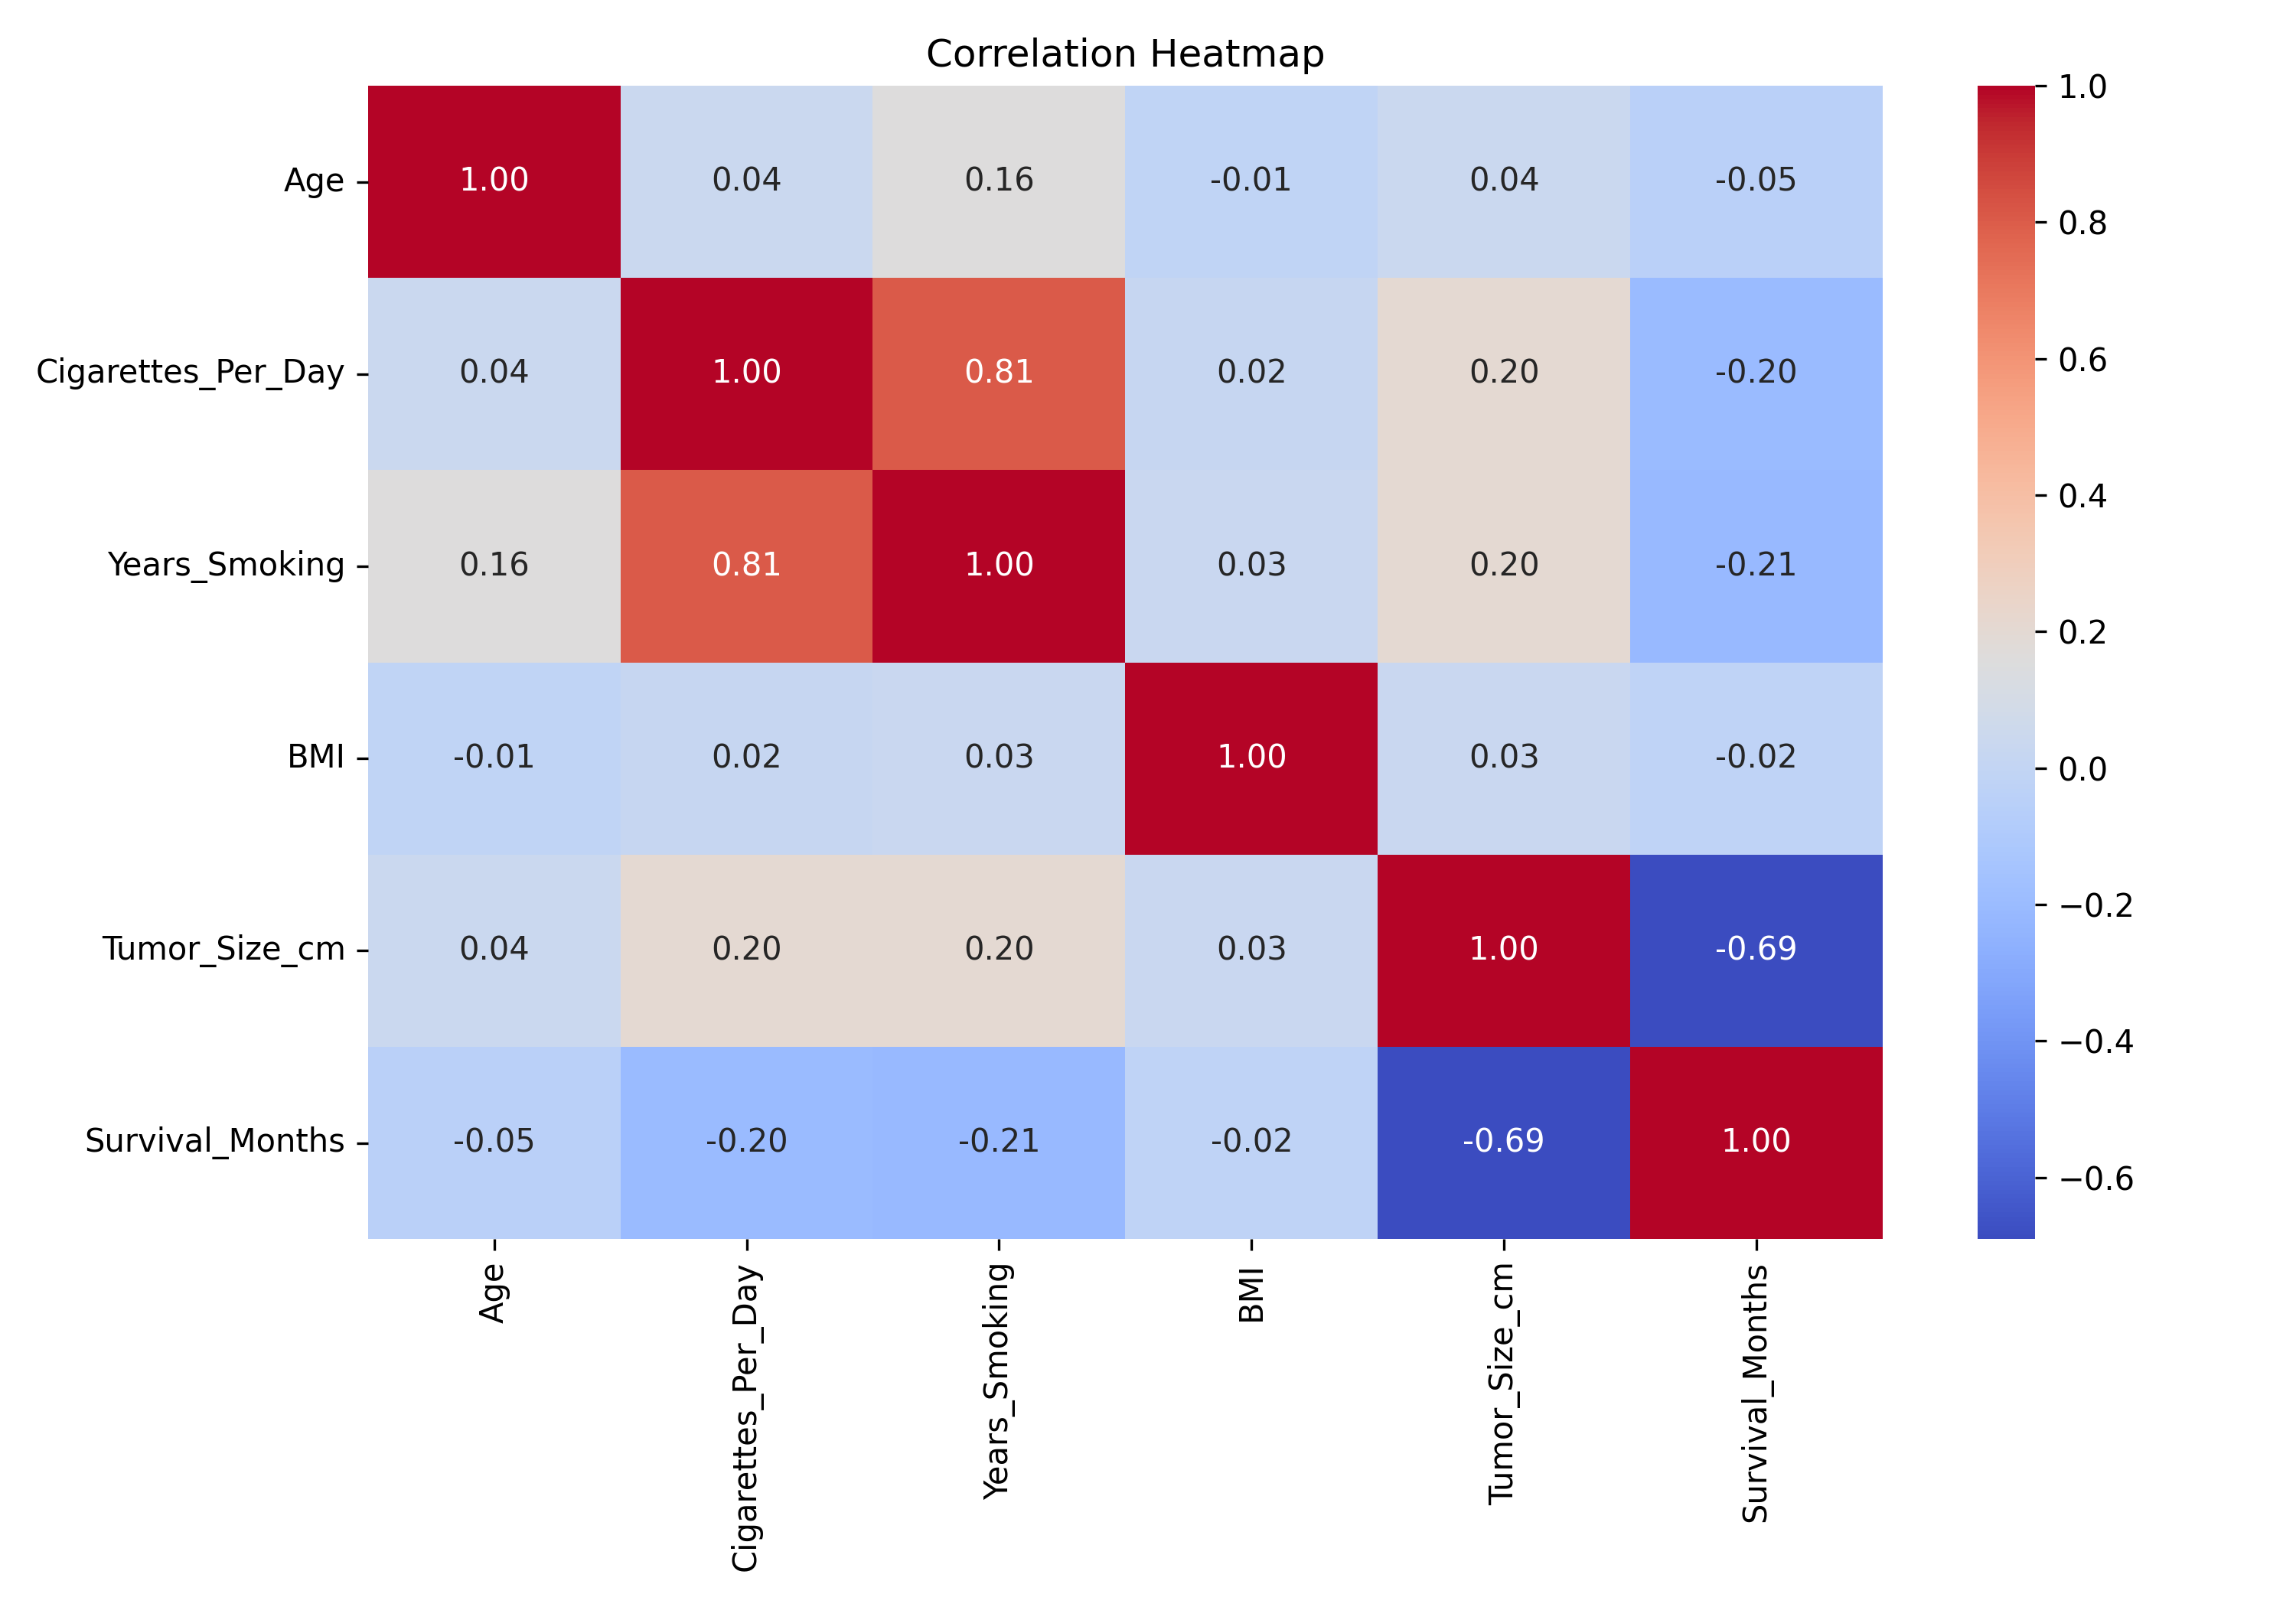 Correlation Heatmap
Age 1.00 0.04 0.16 -0.01 0.04 -0.05
Cigarettes_Per_Day 0.04 1.00 0.81 0.02 0.20 -0.20
Years_Smoking 0.16 0.81 1.00 0.03 0.20 -0.21
BMI -0.01 0.02 0.03 1.00 0.03 -0.02
Tumor_Size_cm 0.04 0.20 0.20 0.03 1.00 -0.69
Survival_Months -0.05 -0.20 -0.21 -0.02 -0.69 1.00
Age
Cigarettes_Per_Day
Years_Smoking
BMI
Tumor_Size_cm
Survival_Months
1.0
0.8
0.6
0.4
0.2
0.0
−0.2
−0.4
−0.6